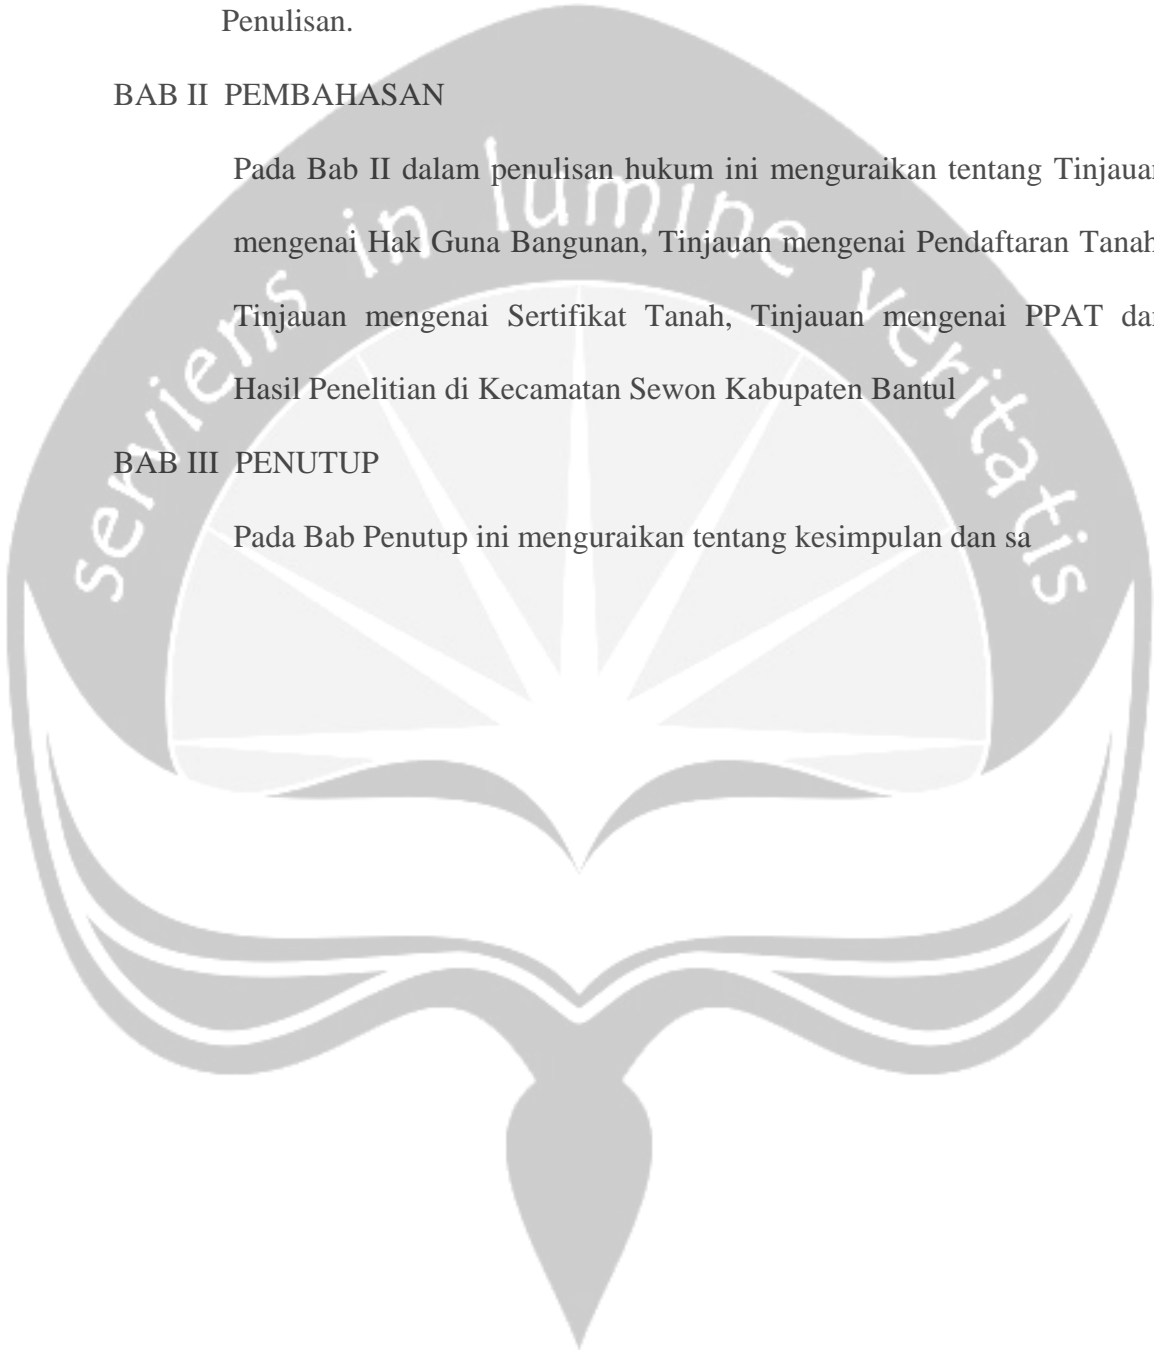 Penulisan.
BAB II PEMBAHASAN
Pada Bab II dalam penulisan hukum ini menguraikan tentang Tinjauan
mengenai Hak Guna Bangunan, Tinjauan mengenai Pendaftaran Tanah
Tinjauan mengenai Sertifikat Tanah, Tinjauan mengenai PPAT dan
Hasil Penelitian di Kecamatan Sewon Kabupaten Bantul
BAB III PENUTUP
Pada Bab Penutup ini menguraikan tentang kesimpulan dan sa
serviens in lumine veritatis